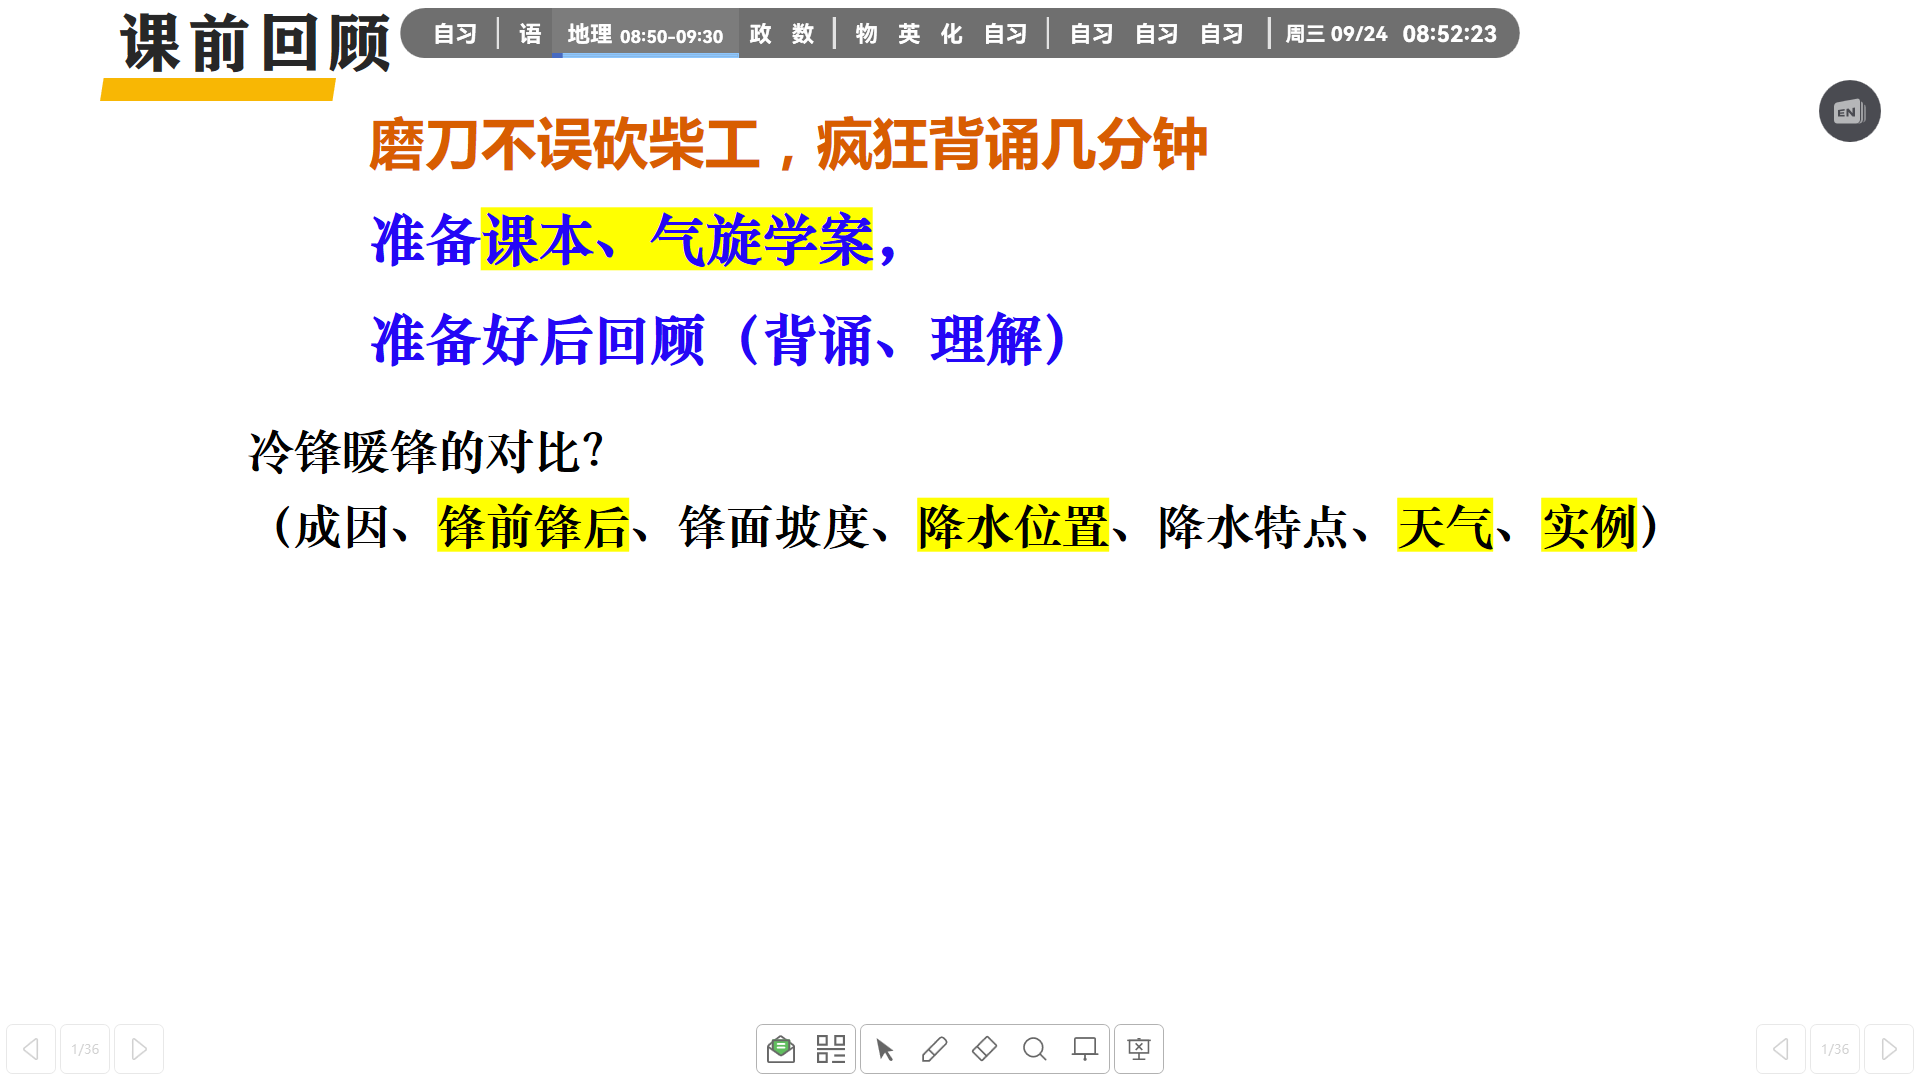 课前回顾
自习 语 地理 08:50-09:30 政 数 物 英 化 自习 自习 自习 自习 周三 09/24 08:52:23
EN
磨刀不误砍柴工，疯狂背诵几分钟
准备课本、气旋学案，
准备好后回顾（背诵、理解）
冷锋暖锋的对比？
（成因、锋前锋后、锋面坡度、降水位置、降水特点、天气、实例）
1/36
1/36